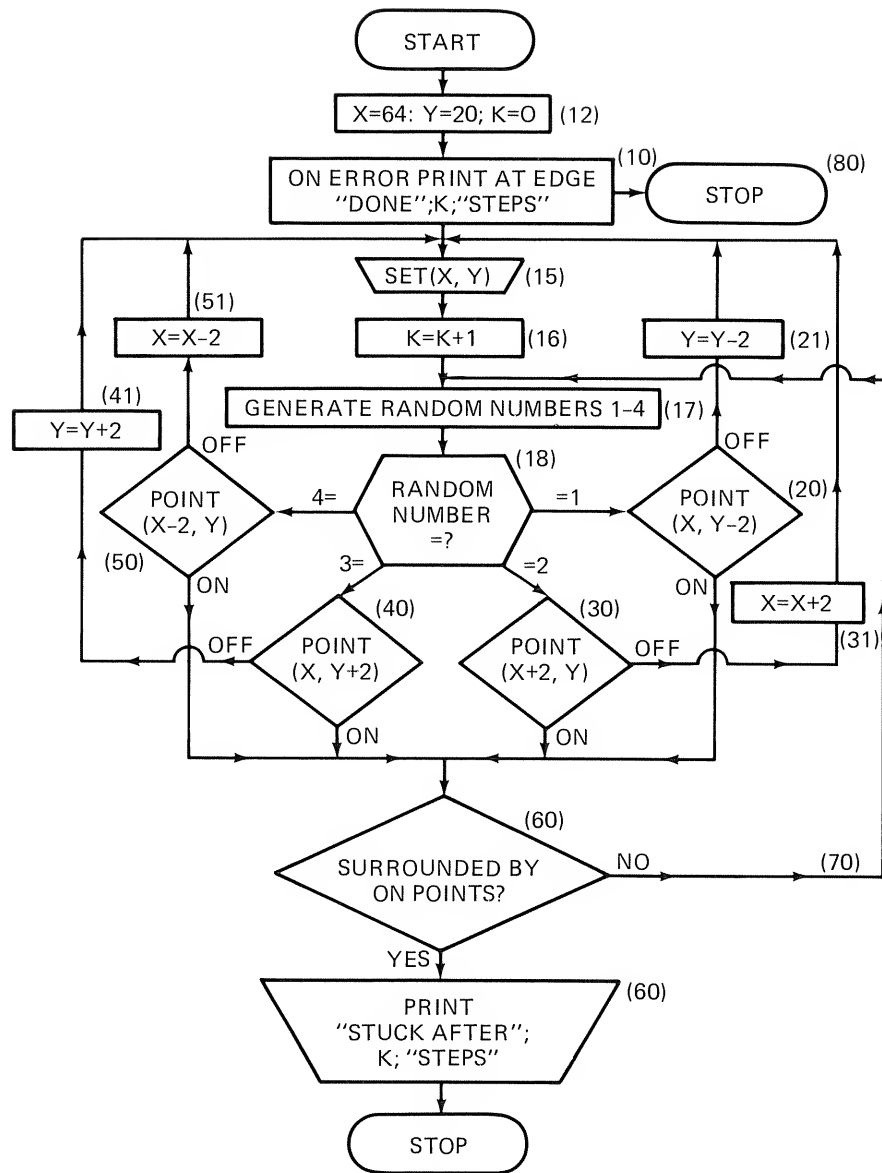 START
X=64: Y=20; K=O (12)
(10)
ON ERROR PRINT AT EDGE
“DONE”;K;“STEPS”
(80)
STOP
SET(X, Y) (15)
(51)
X=X–2
K=K+1 (16)
Y=Y–2 (21)
(41)
Y=Y+2
GENERATE RANDOM NUMBERS 1–4 (17)
OFF
OFF
(18)
RANDOM
NUMBER
=?
4=
=1
3=
=2
POINT
(X–2, Y)
(50)
ON
POINT
(X, Y–2)
(20)
ON
X=X+2
(31)
(40)
POINT
(X, Y+2)
OFF
ON
(30)
POINT
(X+2, Y)
OFF
ON
(60)
SURROUNDED BY
ON POINTS?
NO
(70)
YES
(60)
PRINT
“STUCK AFTER”;
K; “STEPS”
STOP